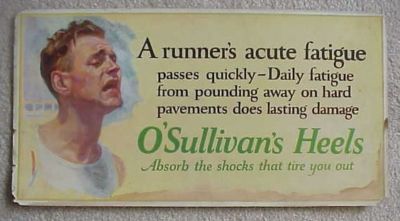 A runner's acute fatigue
passes quickly-Daily fatigue
from pounding away on hard
pavements does lasting damage
O'Sullivan's Heels
Absorb the shocks that tire you out